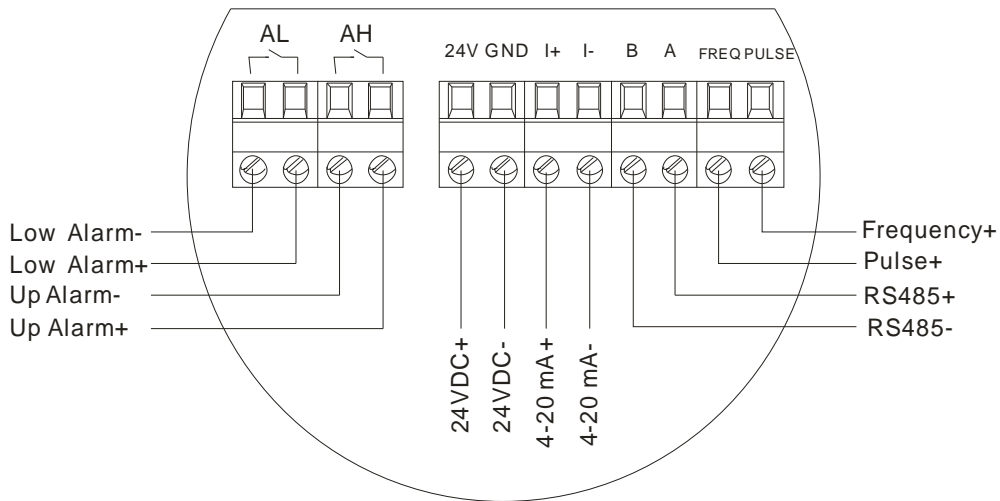 AL AH
24V GND I+ I- B A FREQ PULSE
Low Alarm-
Low Alarm+
Up Alarm-
Up Alarm+
24VDC+
24VDC-
4-20 mA+
4-20 mA-
Frequency+
Pulse+
RS485+
RS485-